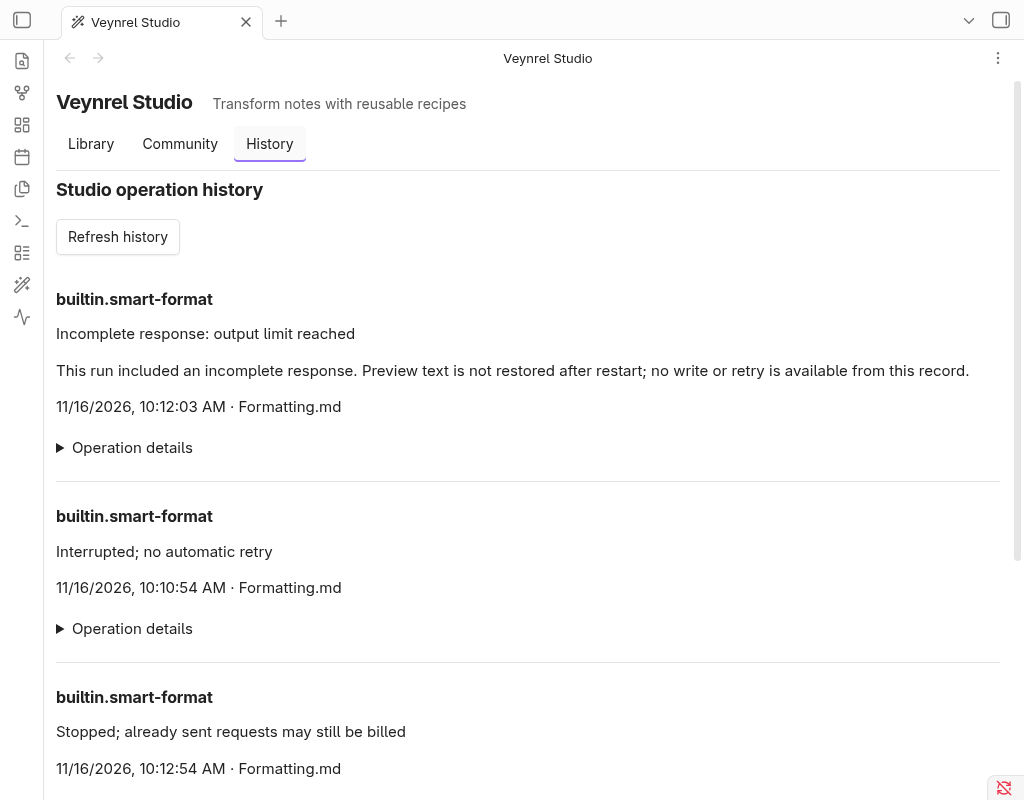 Veynrel Studio
Veynrel Studio
Veynrel Studio Transform notes with reusable recipes
Library Community History
Studio operation history
Refresh history
builtin.smart-format
Incomplete response: output limit reached
This run included an incomplete response. Preview text is not restored after restart; no write or retry is available from this record.
11/16/2026, 10:12:03 AM · Formatting.md
Operation details
builtin.smart-format
Interrupted; no automatic retry
11/16/2026, 10:10:54 AM · Formatting.md
Operation details
builtin.smart-format
Stopped; already sent requests may still be billed
11/16/2026, 10:12:54 AM · Formatting.md